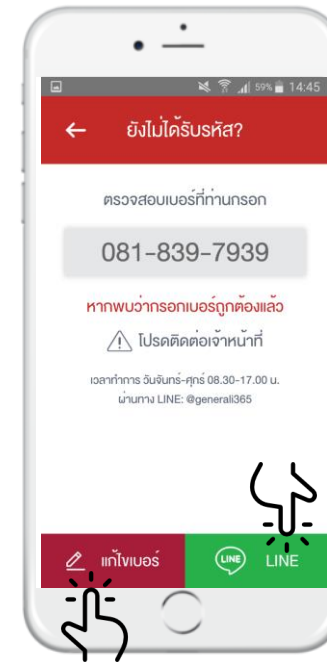 59% 14:45
ยังไม่ได้รับรหัส?
ตรวจสอบเบอร์ที่ท่านกรอก
081-839-7939
หากพบว่ากรอกเบอร์ถูกต้องแล้ว
โปรดติดต่อเจ้าหน้าที่
เวลาทำการ วันจันทร์-ศุกร์ 08.30-17.00 น.
ผ่านทาง LINE: @generali365
แก้ไขเบอร์
LINE LINE